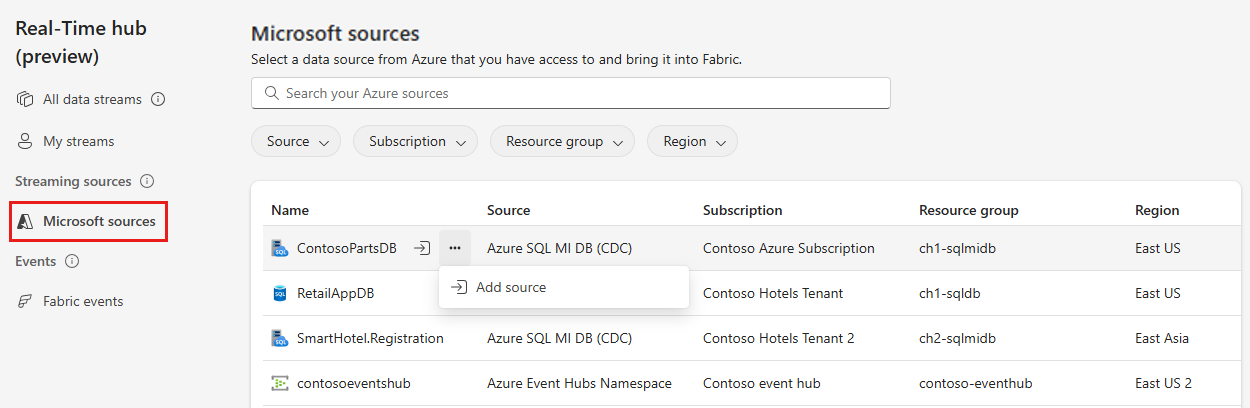 Real-Time hub
(preview)
All data streams
My streams
Streaming sources
Microsoft sources
Events
Fabric events
Microsoft sources
Select a data source from Azure that you have access to and bring it into Fabric.
Search your Azure sources
Source Subscription Resource group Region
Name Source Subscription Resource group Region
ContosoPartsDB ... Azure SQL MI DB (CDC) Contoso Azure Subscription ch1-sqlmidb East US
Add source
RetailAppDB Contoso Hotels Tenant ch1-sqldb East US
SmartHotel.Registration Azure SQL MI DB (CDC) Contoso Hotels Tenant 2 ch2-sqlmidb East Asia
contosoeventshub Azure Event Hubs Namespace Contoso event hub contoso-eventhub East US 2